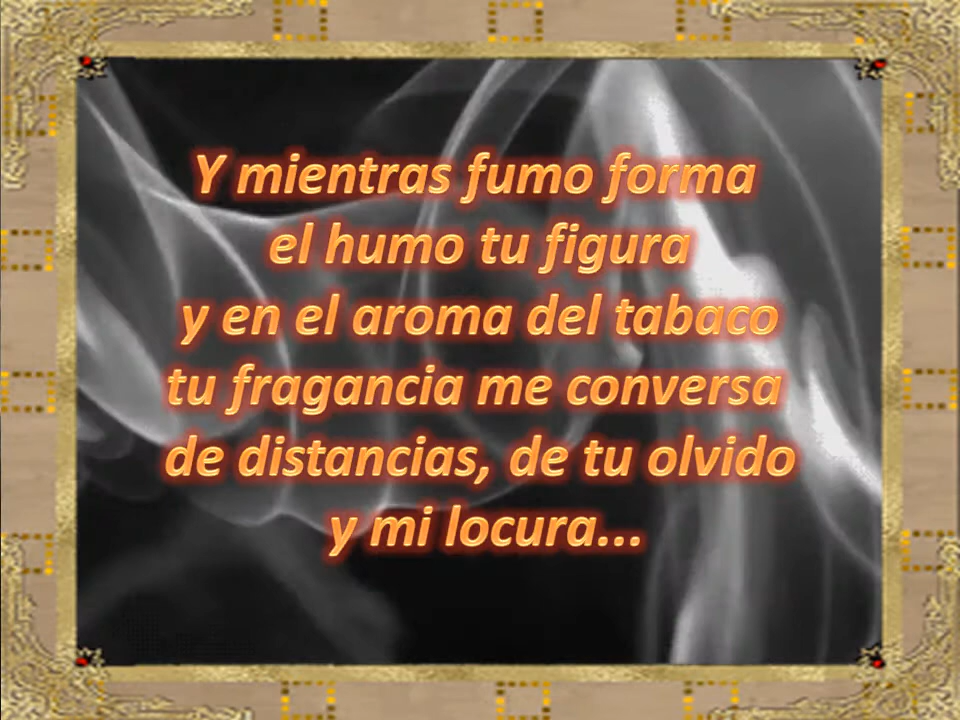 Y mientras fumo forma
el humo tu figura
y en el aroma del tabaco
tu fragancia me conversa
de distancias, de tu olvido
y mi locura...